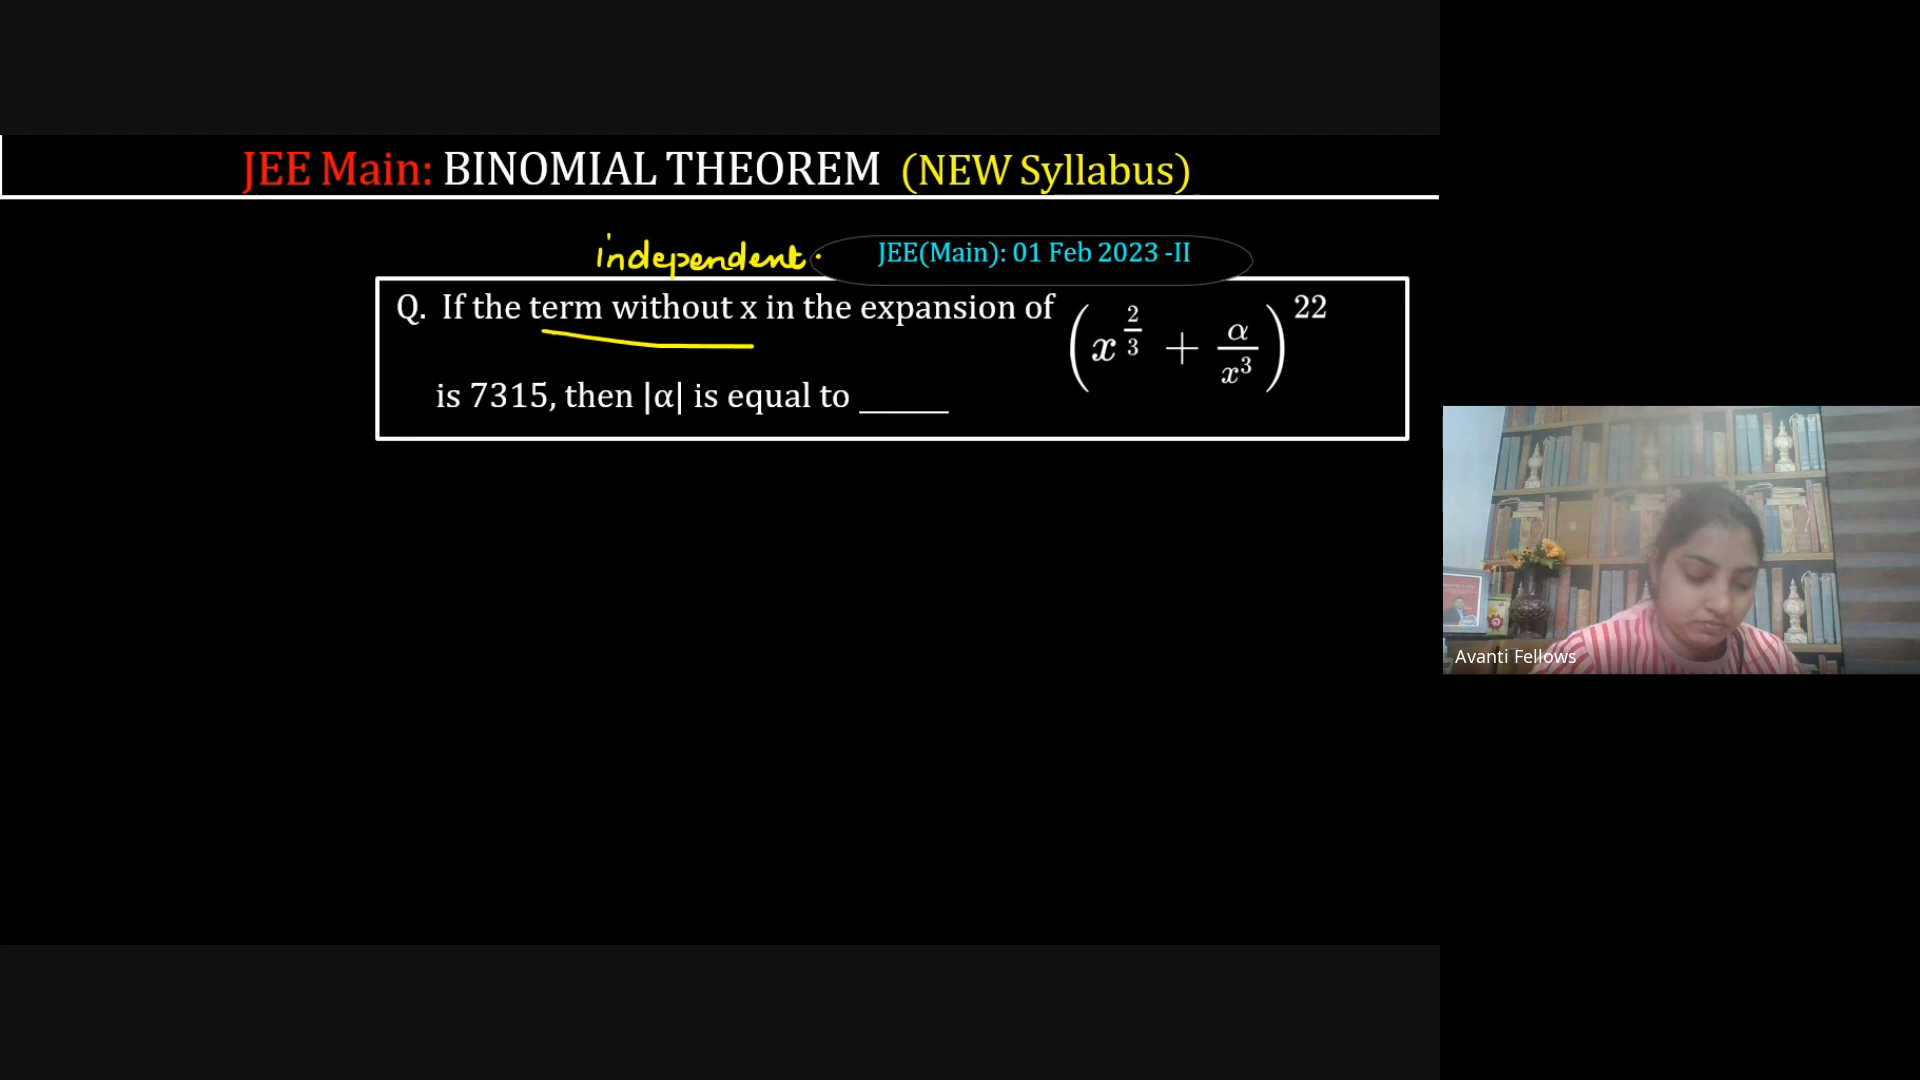 JEE Main: BINOMIAL THEOREM (NEW Syllabus)
independent.
JEE(Main): 01 Feb 2023 -II
Q. If the term without x in the expansion of (x^{2/3} + α/x^3)^{22}
is 7315, then |α| is equal to ______
Avanti Fellows